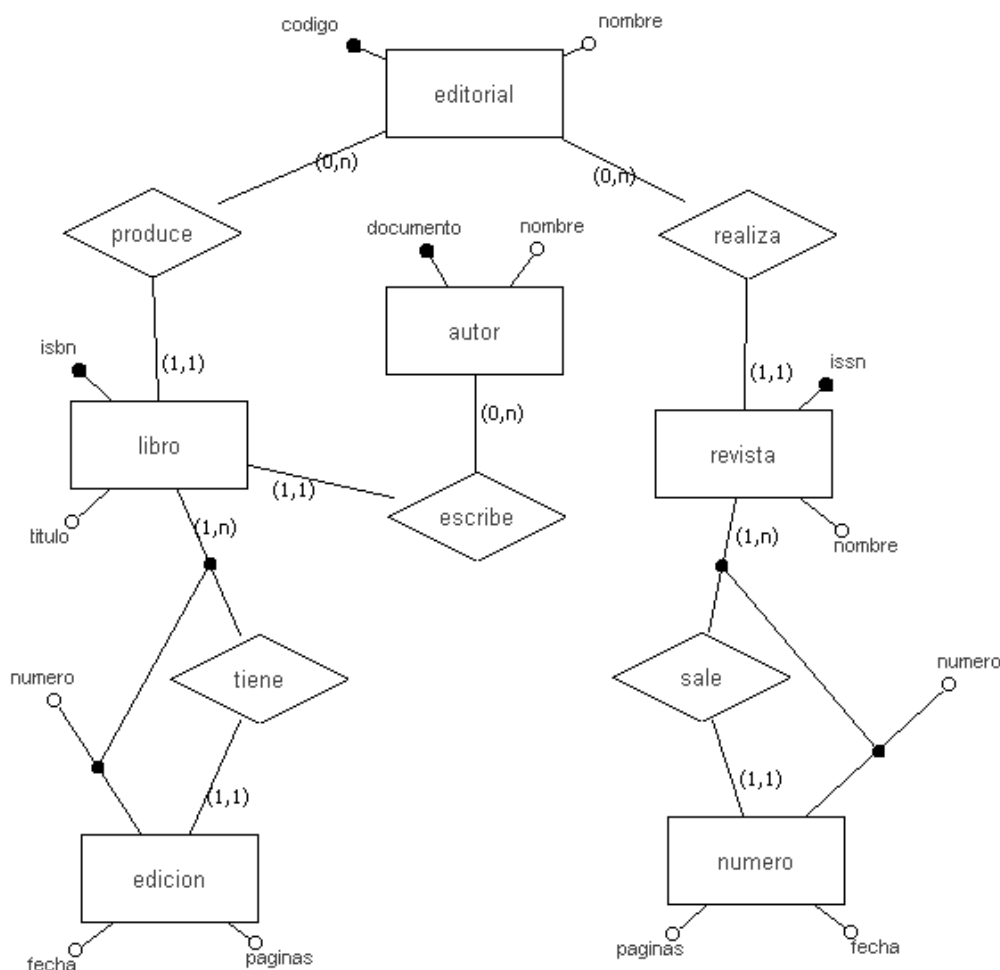 codigo
nombre
editorial
(0,n)
(0,n)
produce
documento
nombre
realiza
autor
isbn
(1,1)
(1,1)
issn
(0,n)
libro
revista
(1,1)
escribe
titulo
(1,n)
(1,n)
nombre
numero
tiene
sale
numero
(1,1)
(1,1)
edicion
numero
fecha
paginas
paginas
fecha